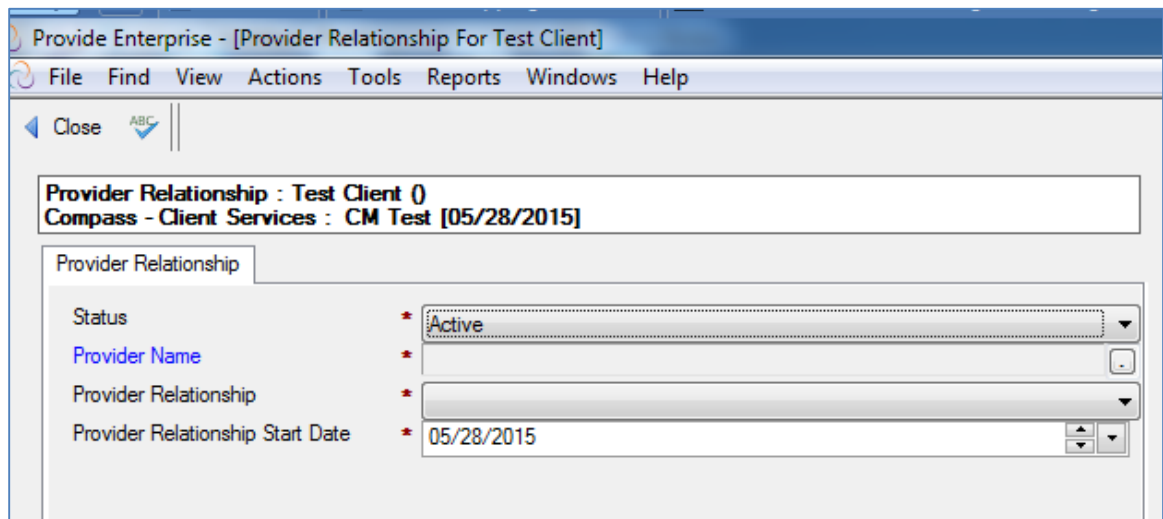 Provide Enterprise - [Provider Relationship For Test Client]
File Find View Actions Tools Reports Windows Help
Close ABC
Provider Relationship : Test Client ()
Compass - Client Services : CM Test [05/28/2015]
Provider Relationship
Status * Active
Provider Name * .
Provider Relationship *
Provider Relationship Start Date * 05/28/2015